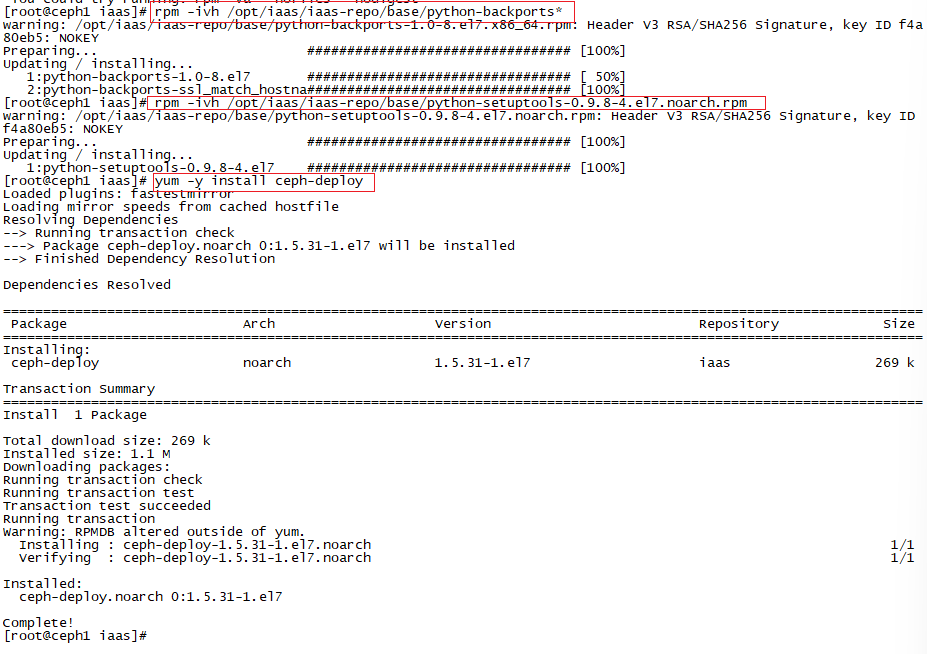 You could try running: rpm -Va --nofiles --nodigest
[root@ceph1 iaas]# rpm -ivh /opt/iaas/iaas-repo/base/python-backports*
warning: /opt/iaas/iaas-repo/base/python-backports-1.0-8.el7.x86_64.rpm: Header V3 RSA/SHA256 Signature, key ID f4a
80eb5: NOKEY
Preparing... ################################# [100%]
Updating / installing...
1:python-backports-1.0-8.el7 ################################# [ 50%]
2:python-backports-ssl_match_hostna################################# [100%]
[root@ceph1 iaas]# rpm -ivh /opt/iaas/iaas-repo/base/python-setuptools-0.9.8-4.el7.noarch.rpm
warning: /opt/iaas/iaas-repo/base/python-setuptools-0.9.8-4.el7.noarch.rpm: Header V3 RSA/SHA256 Signature, key ID
f4a80eb5: NOKEY
Preparing... ################################# [100%]
Updating / installing...
1:python-setuptools-0.9.8-4.el7 ################################# [100%]
[root@ceph1 iaas]# yum -y install ceph-deploy
Loaded plugins: fastestmirror
Loading mirror speeds from cached hostfile
Resolving Dependencies
--> Running transaction check
---> Package ceph-deploy.noarch 0:1.5.31-1.el7 will be installed
--> Finished Dependency Resolution
Dependencies Resolved
===================================================================================================================
Package Arch Version Repository Size
===================================================================================================================
Installing:
ceph-deploy noarch 1.5.31-1.el7 iaas 269 k
Transaction Summary
===================================================================================================================
Install 1 Package
Total download size: 269 k
Installed size: 1.1 M
Downloading packages:
Running transaction check
Running transaction test
Transaction test succeeded
Running transaction
Warning: RPMDB altered outside of yum.
Installing : ceph-deploy-1.5.31-1.el7.noarch 1/1
Verifying : ceph-deploy-1.5.31-1.el7.noarch 1/1
Installed:
ceph-deploy.noarch 0:1.5.31-1.el7
Complete!
[root@ceph1 iaas]#